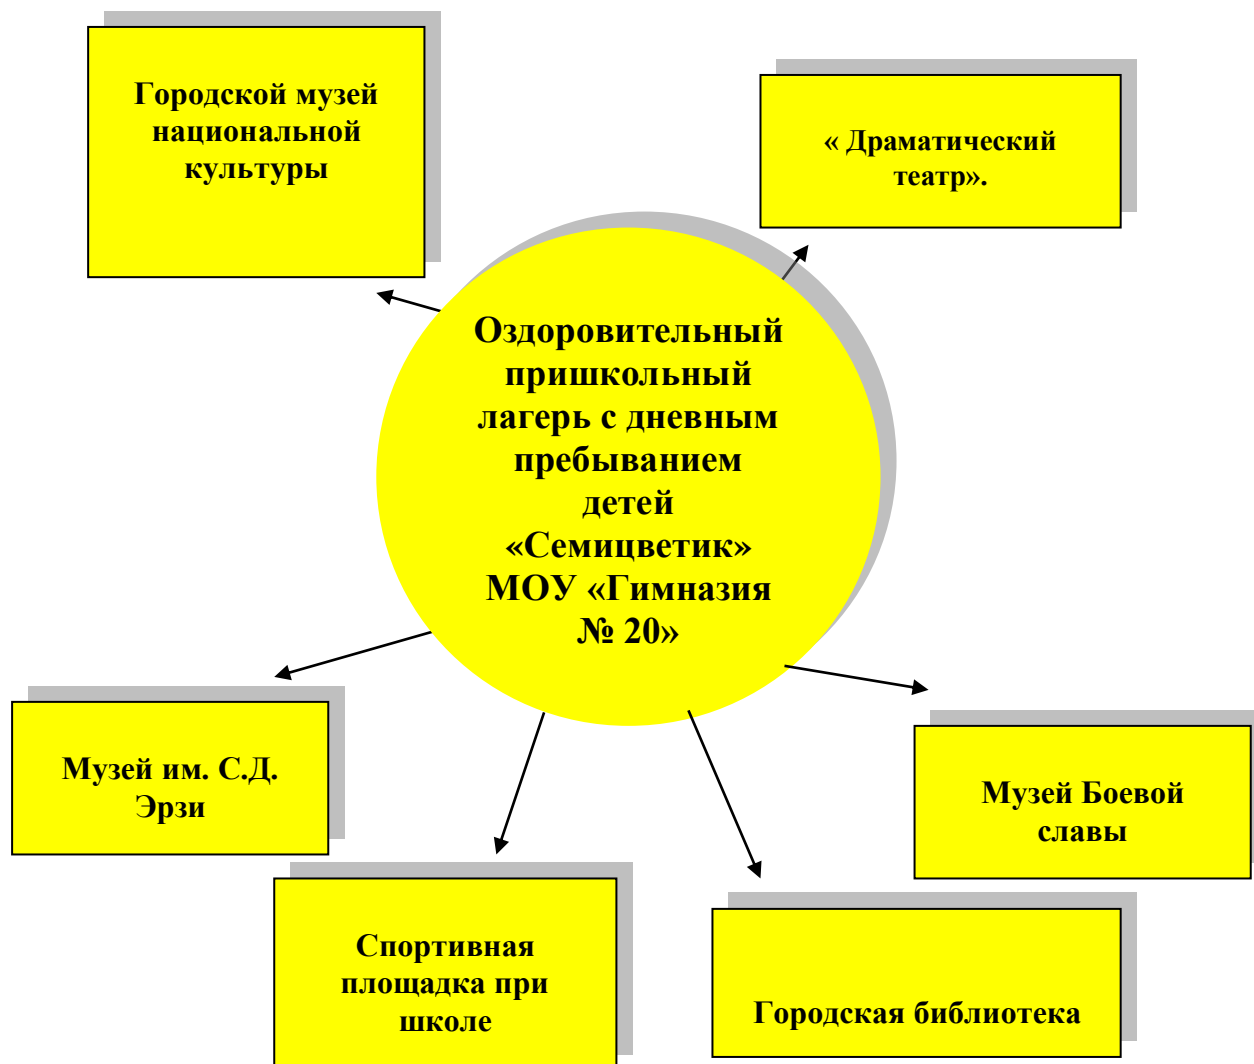 Городской музей
национальной
культуры
« Драматический
театр».
Оздоровительный
пришкольный
лагерь с дневным
пребыванием
детей
«Семицветик»
МОУ «Гимназия
№ 20»
Музей им. С.Д.
Эрзи
Музей Боевой
славы
Спортивная
площадка при
школе
Городская библиотека